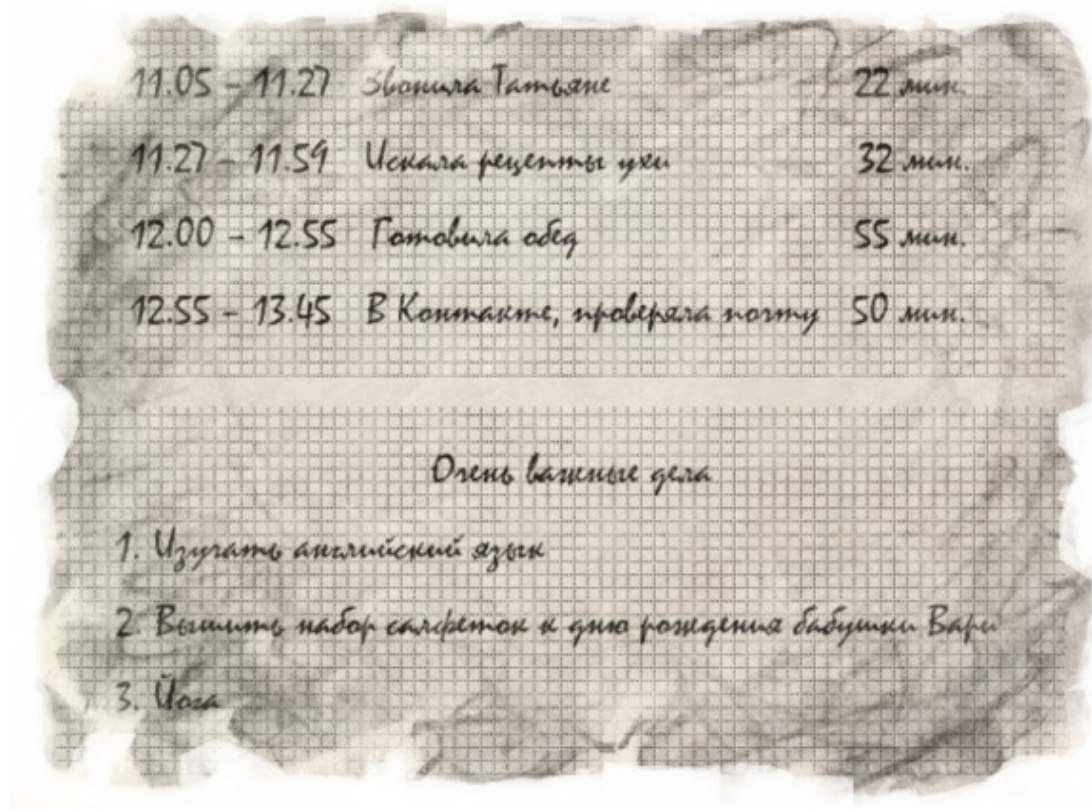 11.05 – 11.27 Звонила Татьяне 22 мин.
11.27 – 11.59 Искала рецепты ухи 32 мин.
12.00 – 12.55 Готовила обед 55 мин.
12.55 – 13.45 В Контакте, проверяла почту 50 мин.
Очень важные дела
1. Изучать английский язык
2. Вышить набор салфеток к дню рождения бабушки Вари
3. Йога